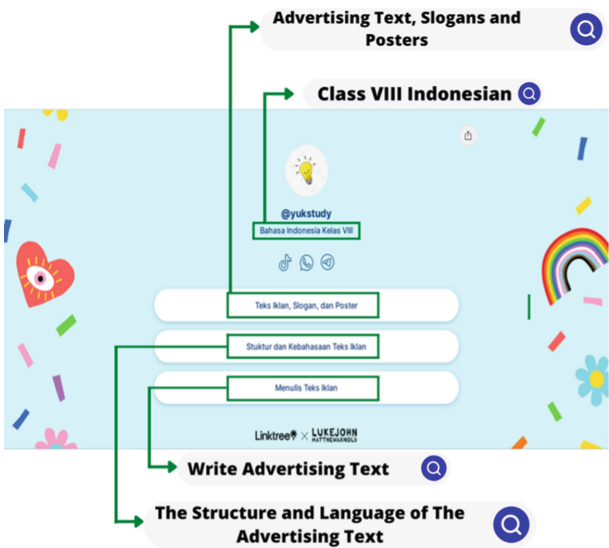 Advertising Text, Slogans and
Posters
Class VIII Indonesian
@yukstudy
Bahasa Indonesia Kelas VIII
Teks Iklan, Slogan, dan Poster
Stuktur dan Kebahasaan Teks Iklan
Menulis Teks Iklan
Linktree × LUKEJOHN
MATTHEWARNOLD
Write Advertising Text
The Structure and Language of The
Advertising Text